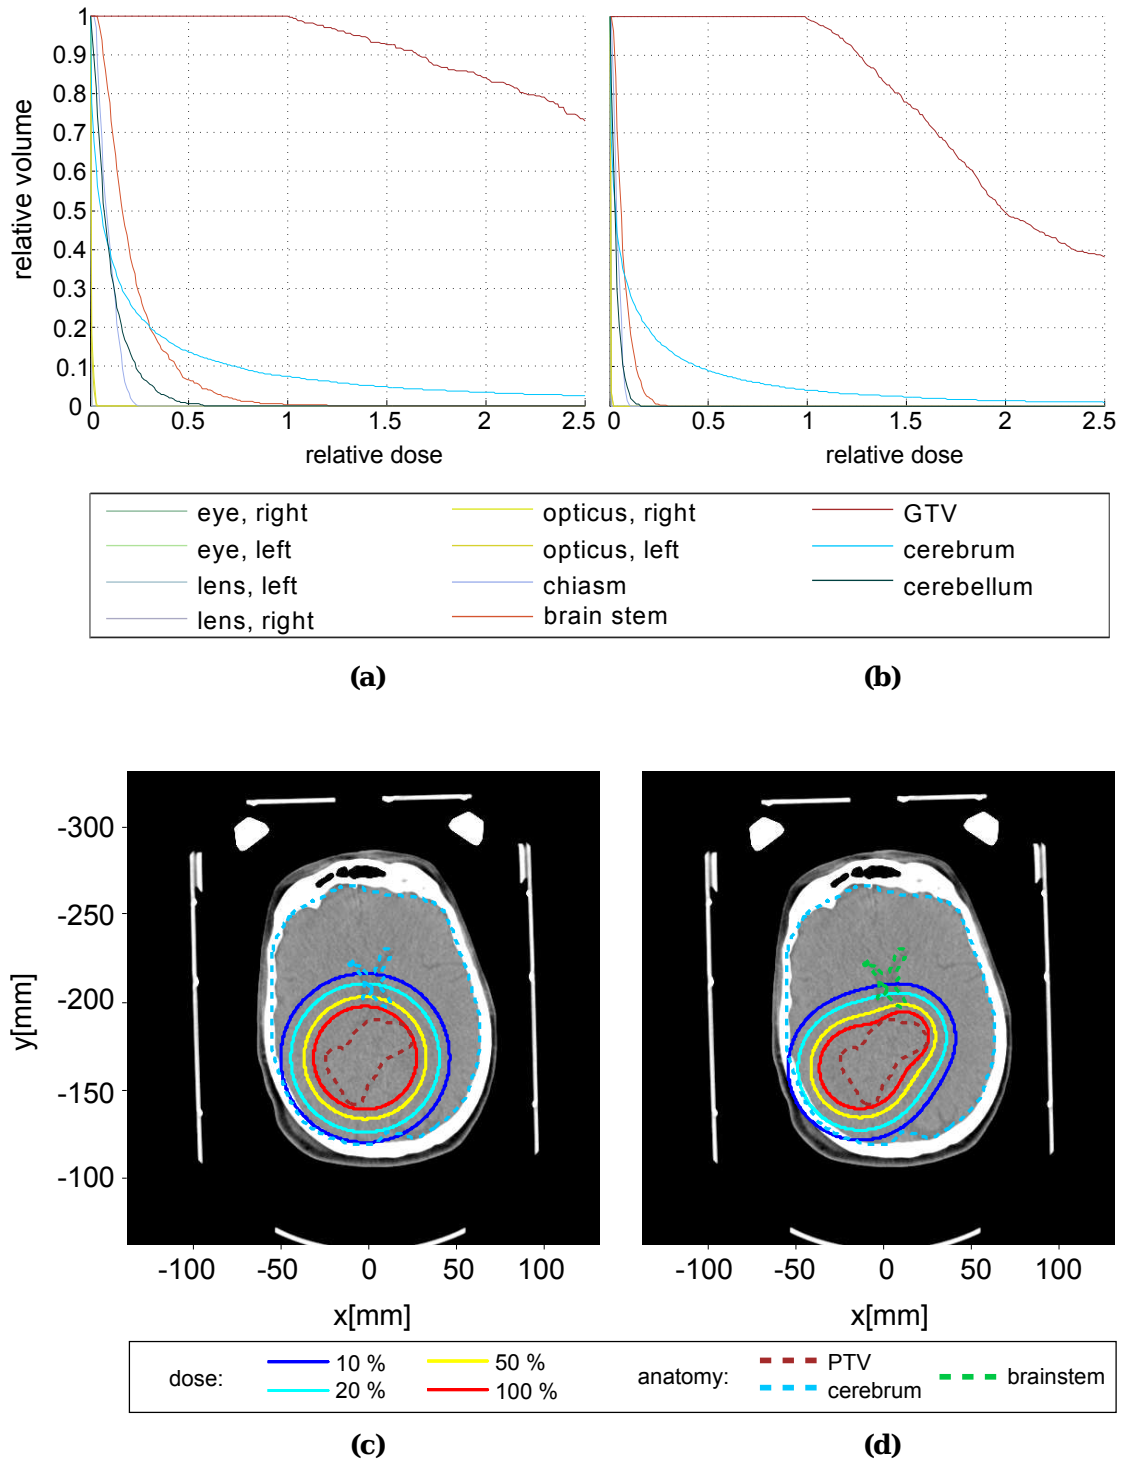 1
0.9
0.8
0.7
0.6
0.5
0.4
0.3
0.2
0.1
0
relative volume
0 0.5 1 1.5 2 2.5
0 0.5 1 1.5 2 2.5
relative dose relative dose
eye, right opticus, right GTV
eye, left opticus, left cerebrum
lens, left chiasm cerebellum
lens, right brain stem
(a) (b)
-300
-250
-200
-150
-100
y[mm]
-100 -50 0 50 100 -100 -50 0 50 100
x[mm] x[mm]
dose: 10 % 50 % anatomy: PTV brainstem
20 % 100 % cerebrum
(c) (d)